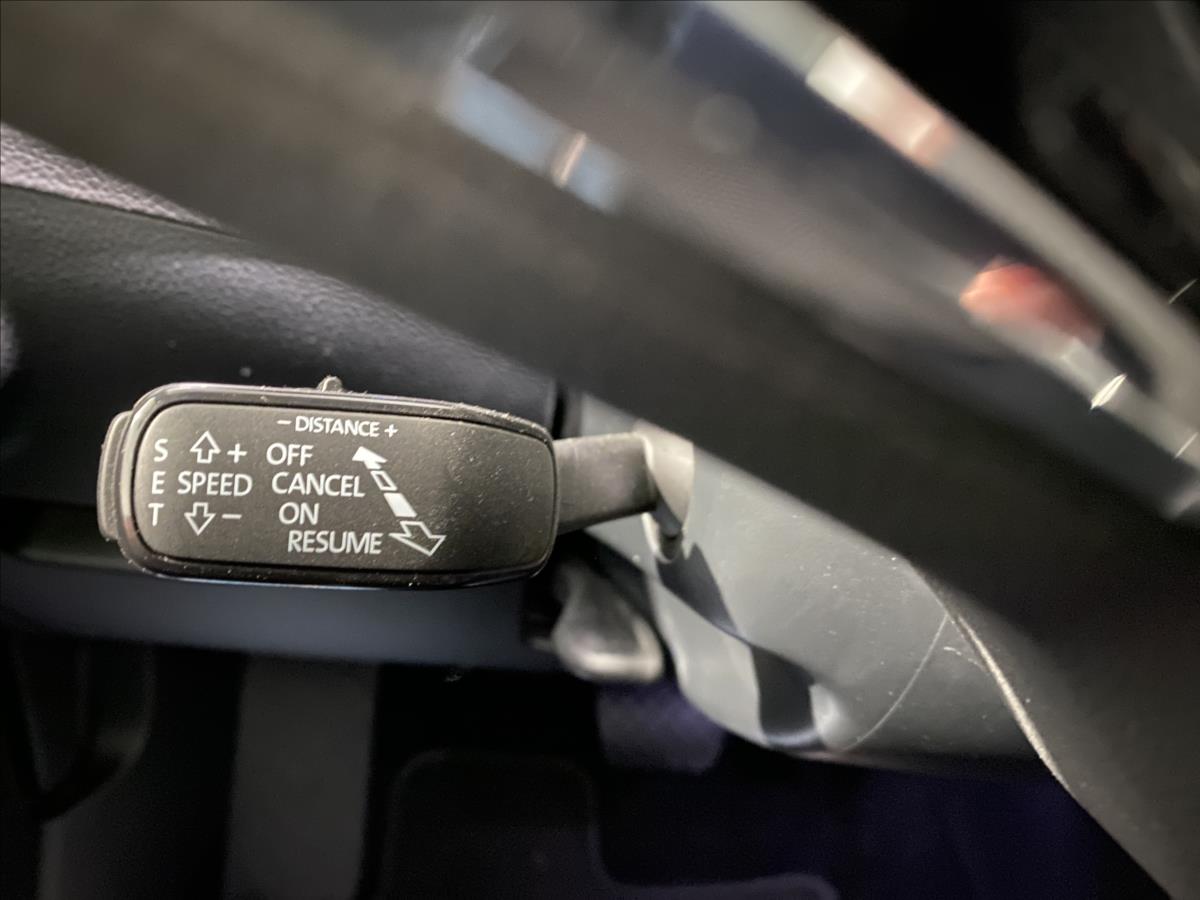 − DISTANCE +
S + OFF
E SPEED CANCEL
T − ON
RESUME